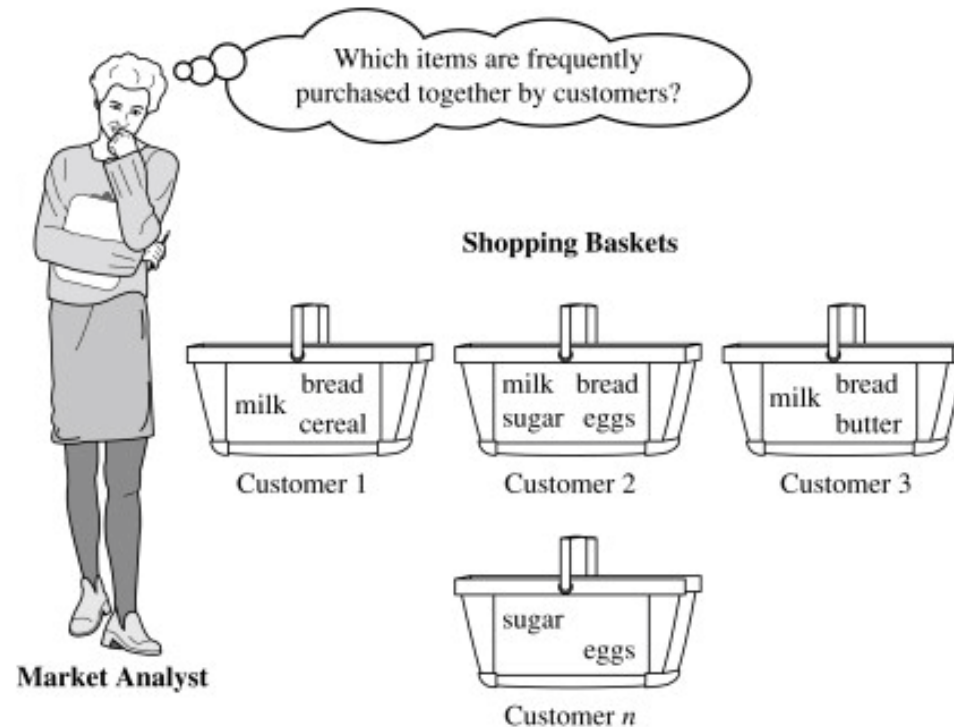 Which items are frequently
purchased together by customers?
Shopping Baskets
milk bread
cereal
Customer 1
milk bread
sugar eggs
Customer 2
milk bread
butter
Customer 3
sugar
eggs
Customer n
Market Analyst